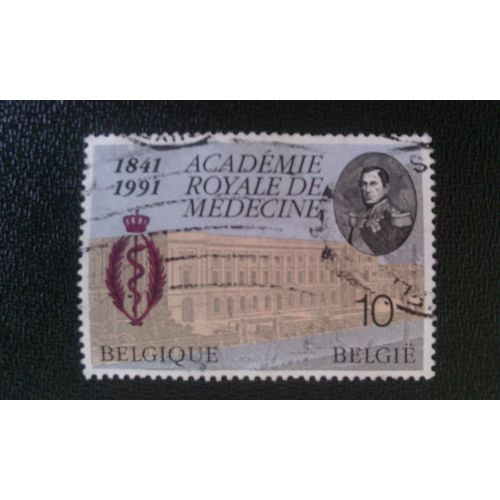 1841 ACADÉMIE
1991 ROYALE DE
MÉDECINE
10
BELGIQUE BELGIË